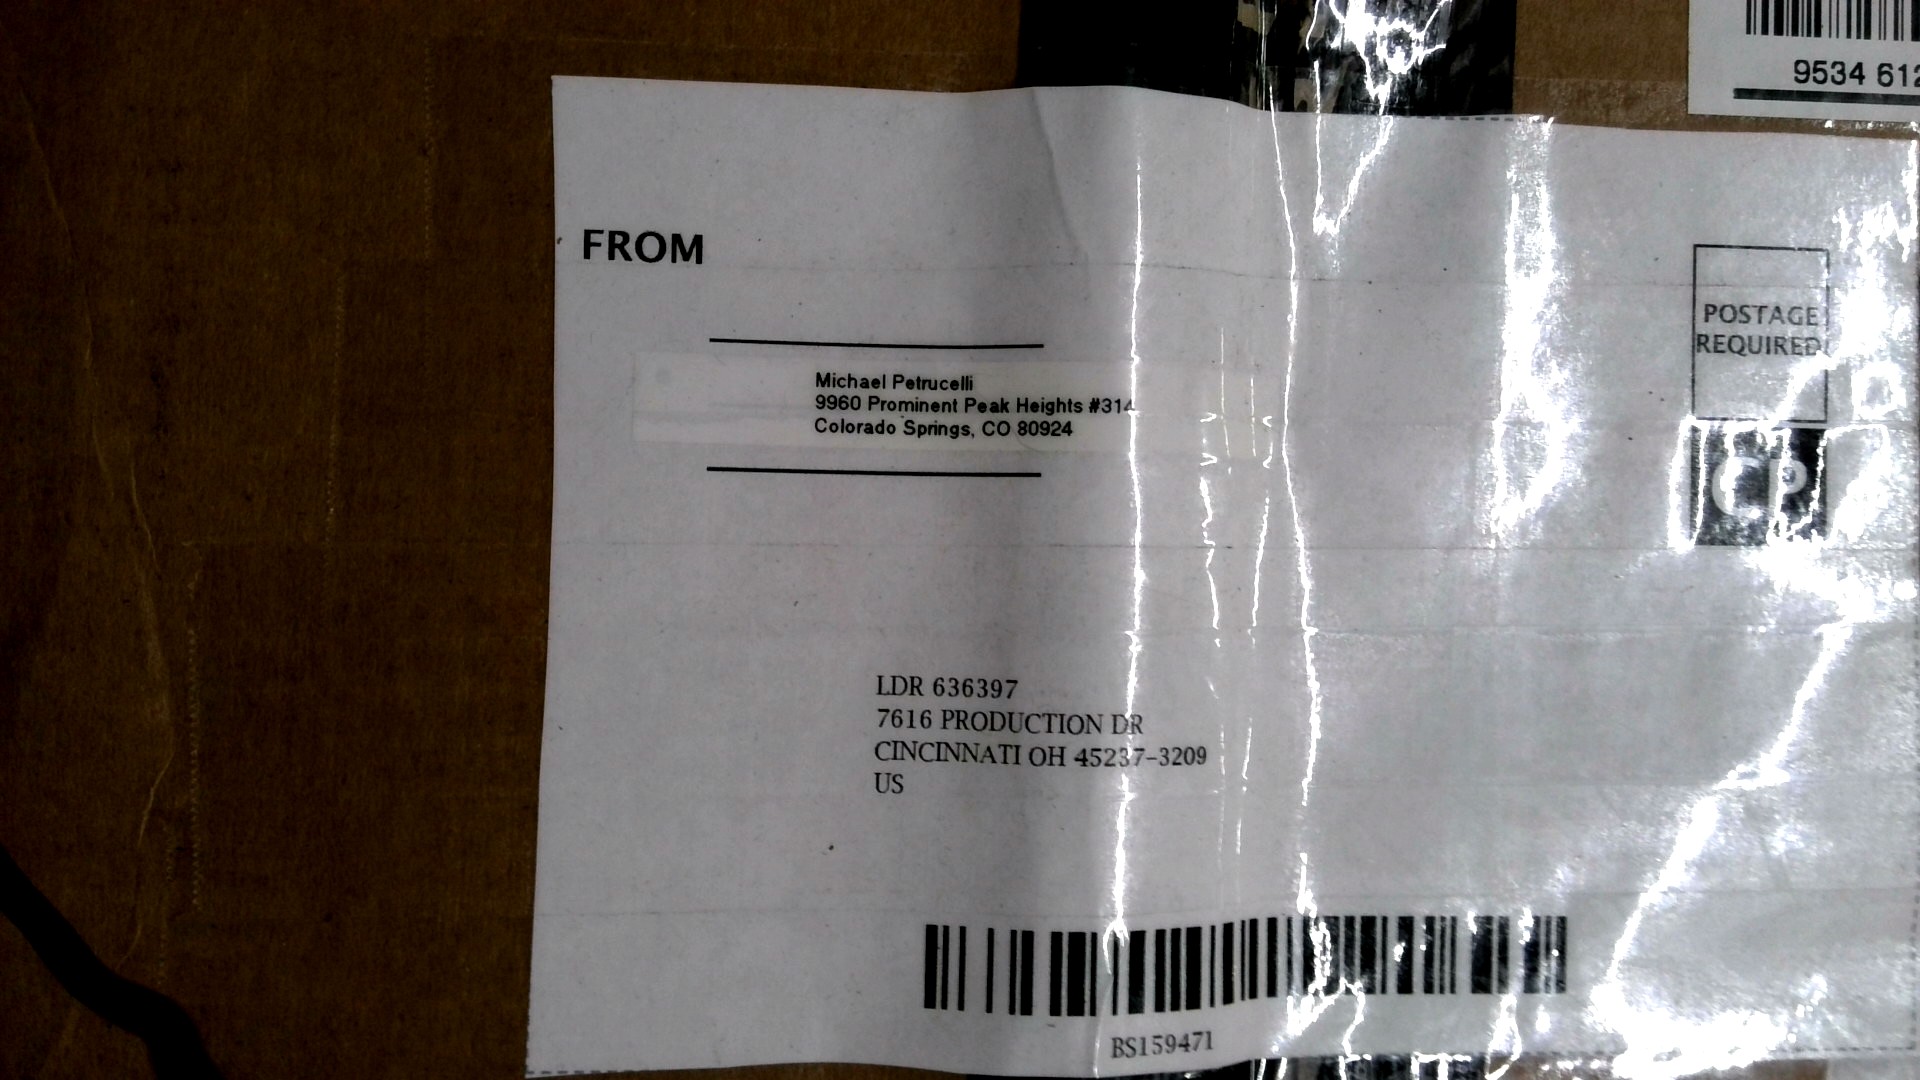 9534 612
FROM
POSTAGE
REQUIRED
Michael Petrucelli
9960 Prominent Peak Heights #314
Colorado Springs, CO 80924
CP
LDR 636397
7616 PRODUCTION DR
CINCINNATI OH 45237-3209
US
BS159471